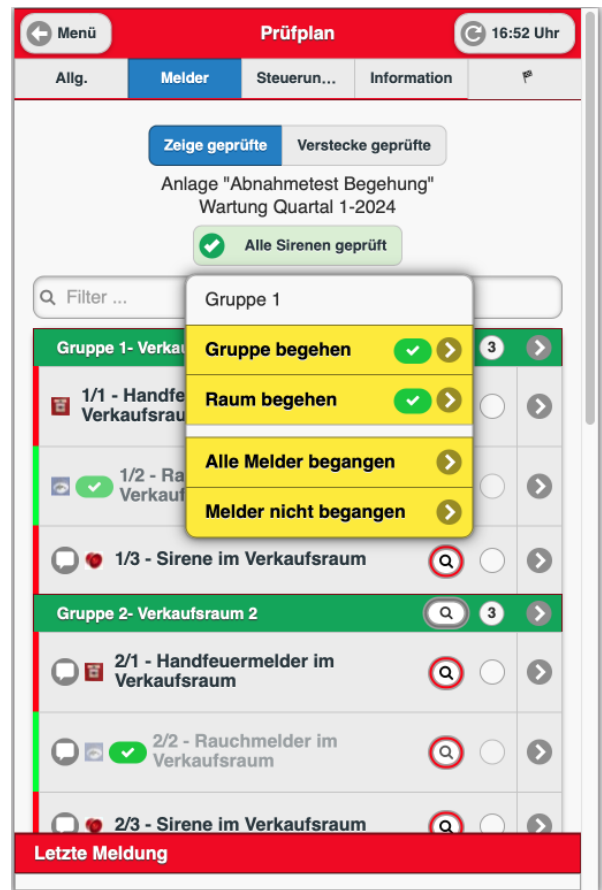 Menü
Prüfplan
16:52 Uhr
Allg.
Melder
Steuerun...
Information
Zeige geprüfte
Verstecke geprüfte
Anlage "Abnahmetest Begehung"
Wartung Quartal 1-2024
Alle Sirenen geprüft
Filter ...
Gruppe 1
Gruppe begehen
Raum begehen
Alle Melder begangen
Melder nicht begangen
Gruppe 1- Verkau
3
1/1 - Handfe
Verkaufsrau
1/2 - Ra
Verkauf
1/3 - Sirene im Verkaufsraum
Gruppe 2- Verkaufsraum 2
3
2/1 - Handfeuermelder im
Verkaufsraum
2/2 - Rauchmelder im
Verkaufsraum
2/3 - Sirene im Verkaufsraum
Letzte Meldung